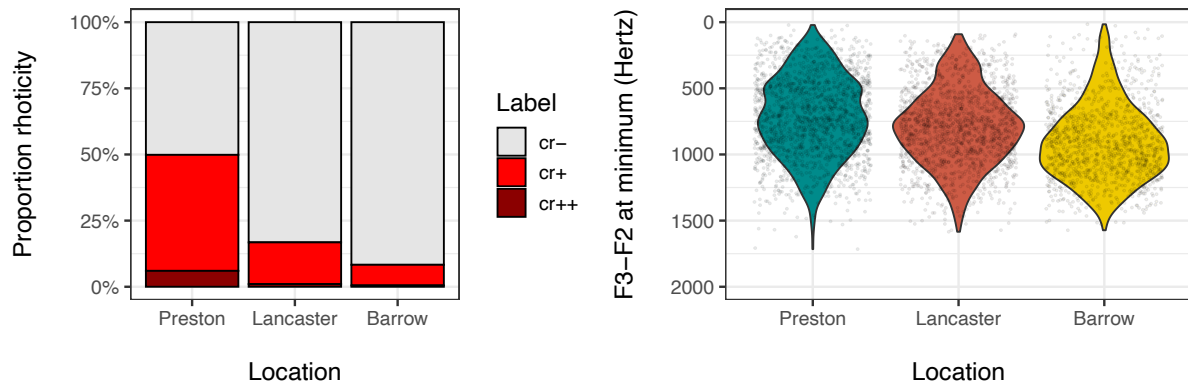 Proportion rhoticity
100%
75%
50%
25%
0%
Preston Lancaster Barrow
Location
Label
cr−
cr+
cr++
F3−F2 at minimum (Hertz)
0
500
1000
1500
2000
Preston Lancaster Barrow
Location